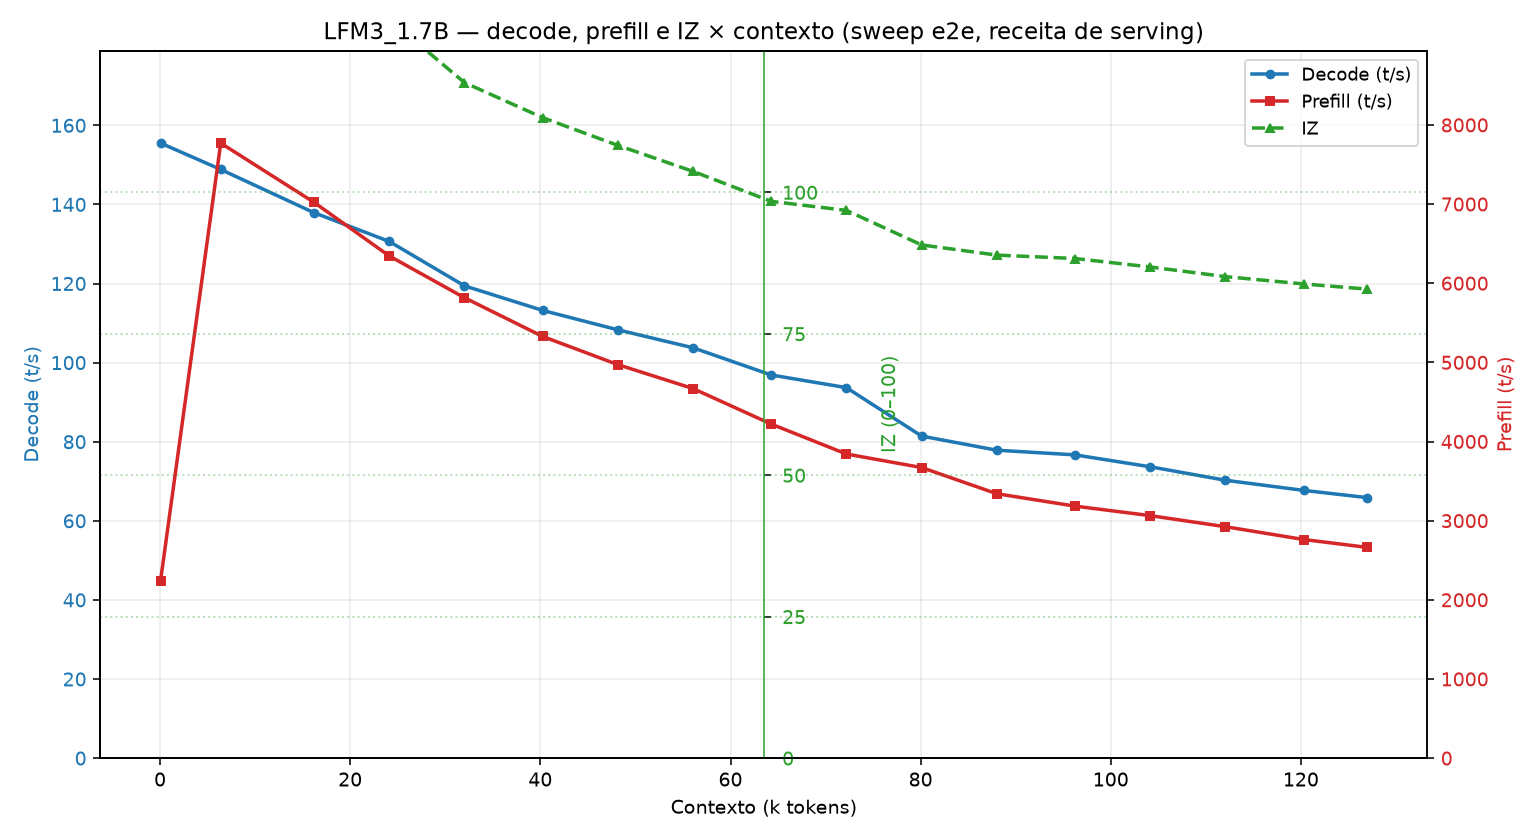 LFM3_1.7B — decode, prefill e IZ × contexto (sweep e2e, receita de serving)
Decode (t/s)
Prefill (t/s)
IZ
Decode (t/s)
160
140
120
100
80
60
40
20
0
100
75
50
25
0
IZ (0–100)
8000
7000
6000
5000
4000
3000
2000
1000
0
Prefill (t/s)
0 20 40 60 80 100 120
Contexto (k tokens)